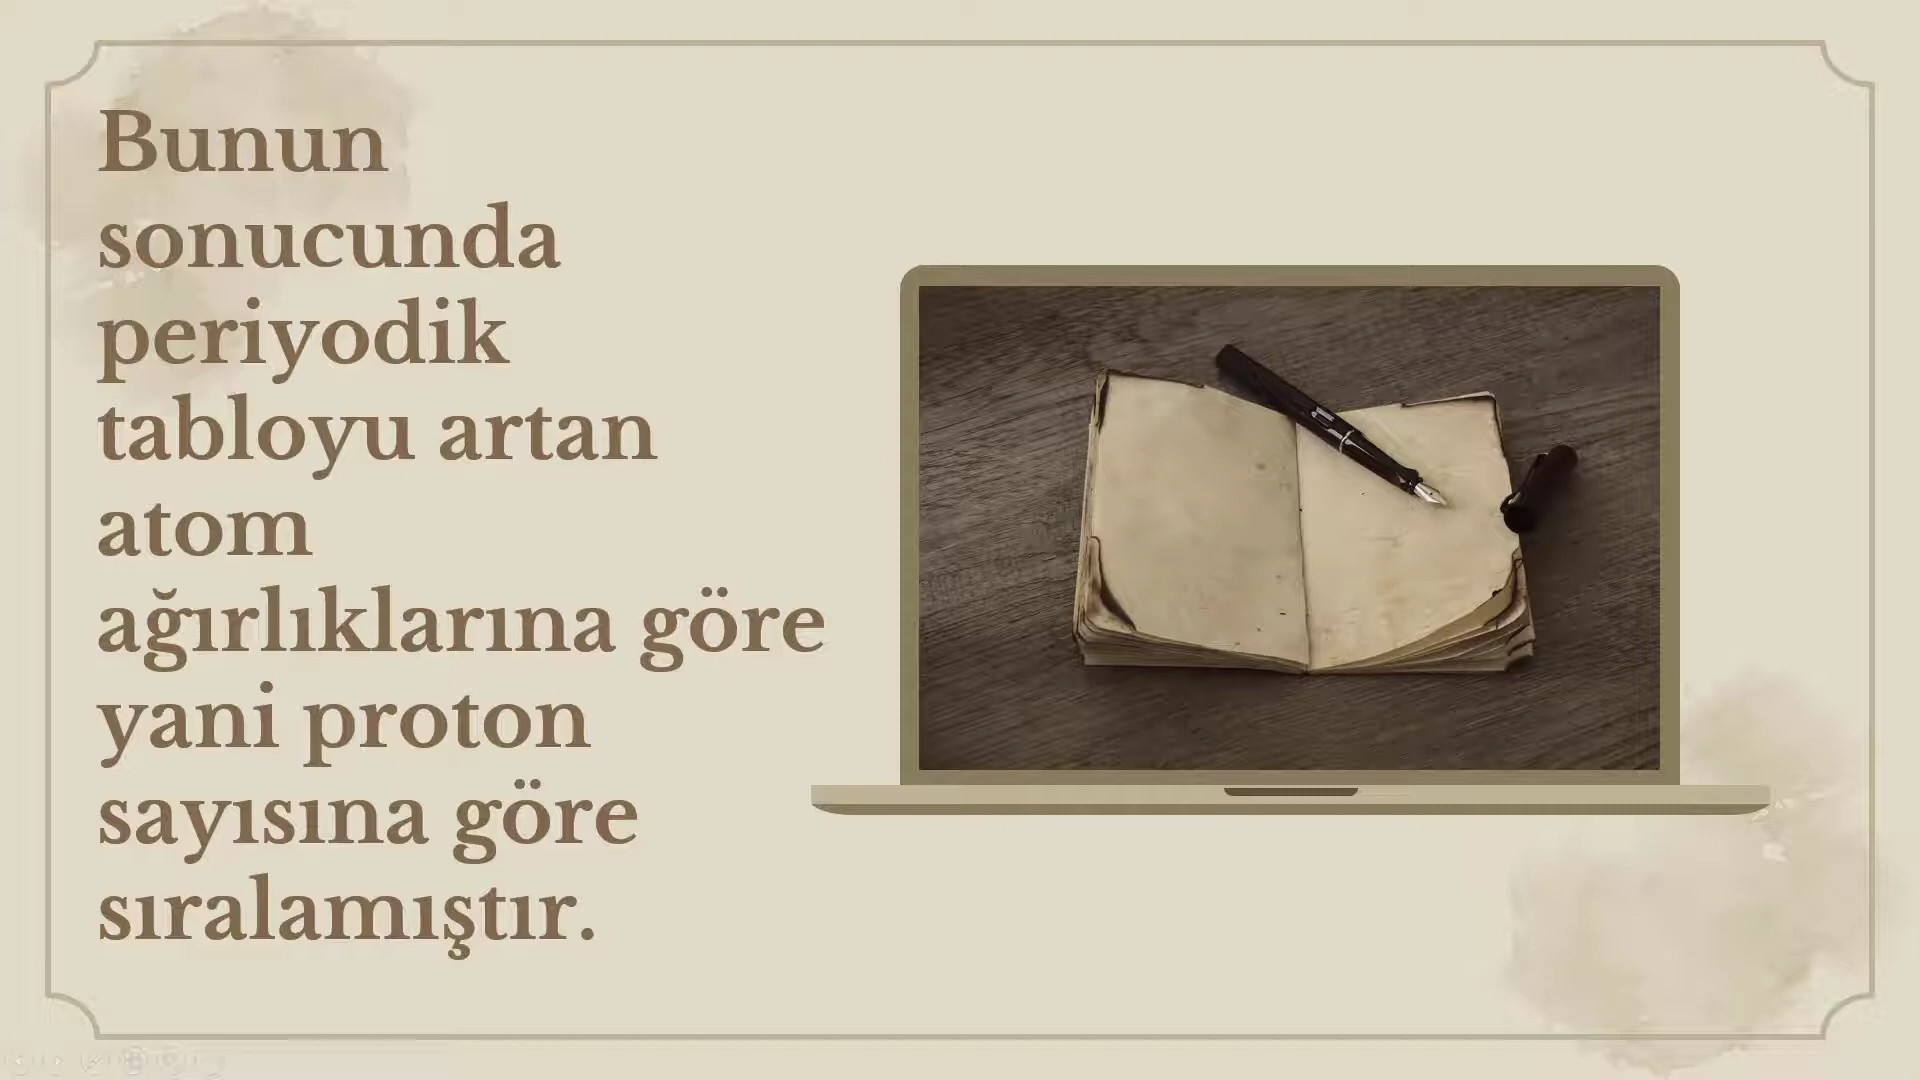 Bunun
sonucunda
periyodik
tabloyu artan
atom
ağırlıklarına göre
yani proton
sayısına göre
sıralamıştır.